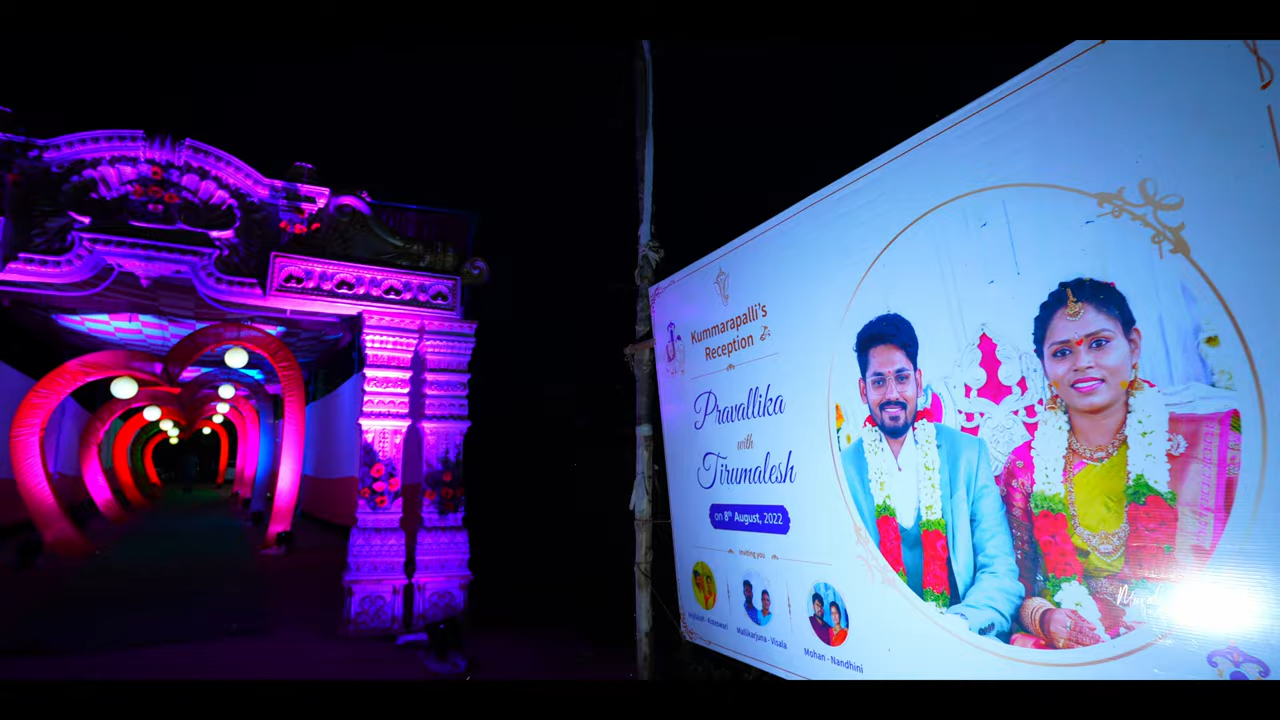 Kummarapalli's
Reception
Pravallika
with
Tirumalesh
on 8th August, 2022
Inviting you
Mallikarjuna - Visala
Mohan - Nandhini